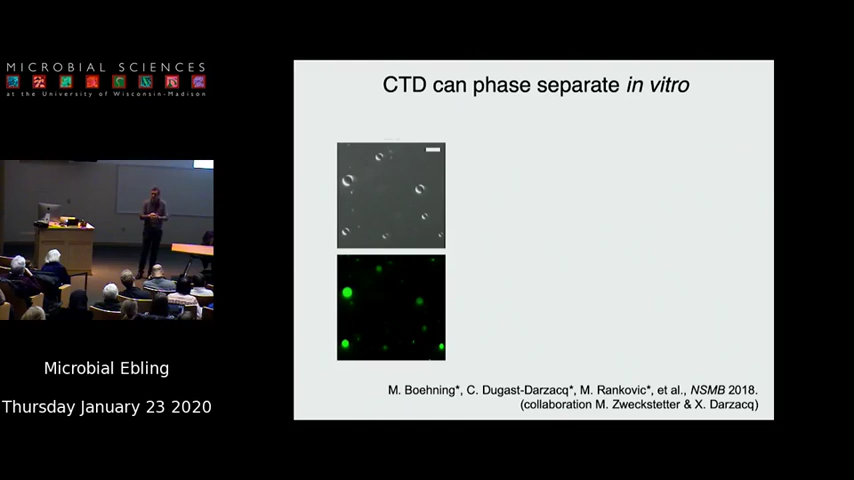 MICROBIAL SCIENCES
at the University of Wisconsin-Madison
Microbial Ebling
Thursday January 23 2020
CTD can phase separate in vitro
M. Boehning*, C. Dugast-Darzacq*, M. Rankovic*, et al., NSMB 2018.
(collaboration M. Zweckstetter & X. Darzacq)